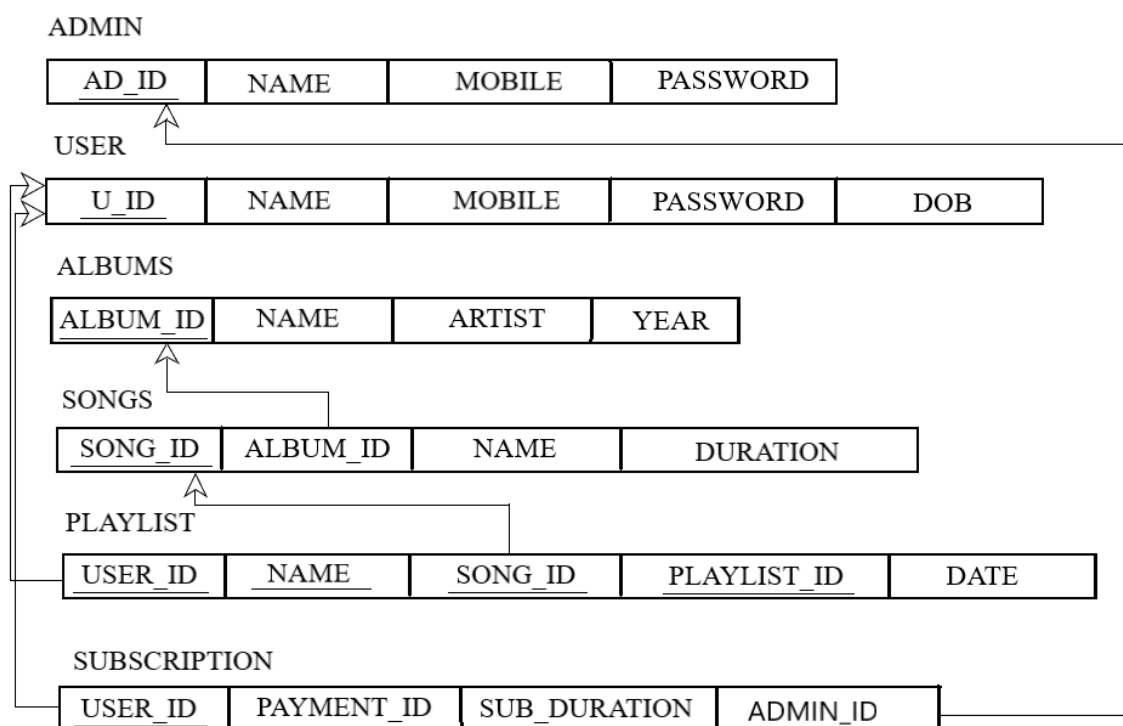 ADMIN
AD_ID NAME MOBILE PASSWORD
USER
U_ID NAME MOBILE PASSWORD DOB
ALBUMS
ALBUM_ID NAME ARTIST YEAR
SONGS
SONG_ID ALBUM_ID NAME DURATION
PLAYLIST
USER_ID NAME SONG_ID PLAYLIST_ID DATE
SUBSCRIPTION
USER_ID PAYMENT_ID SUB_DURATION ADMIN_ID